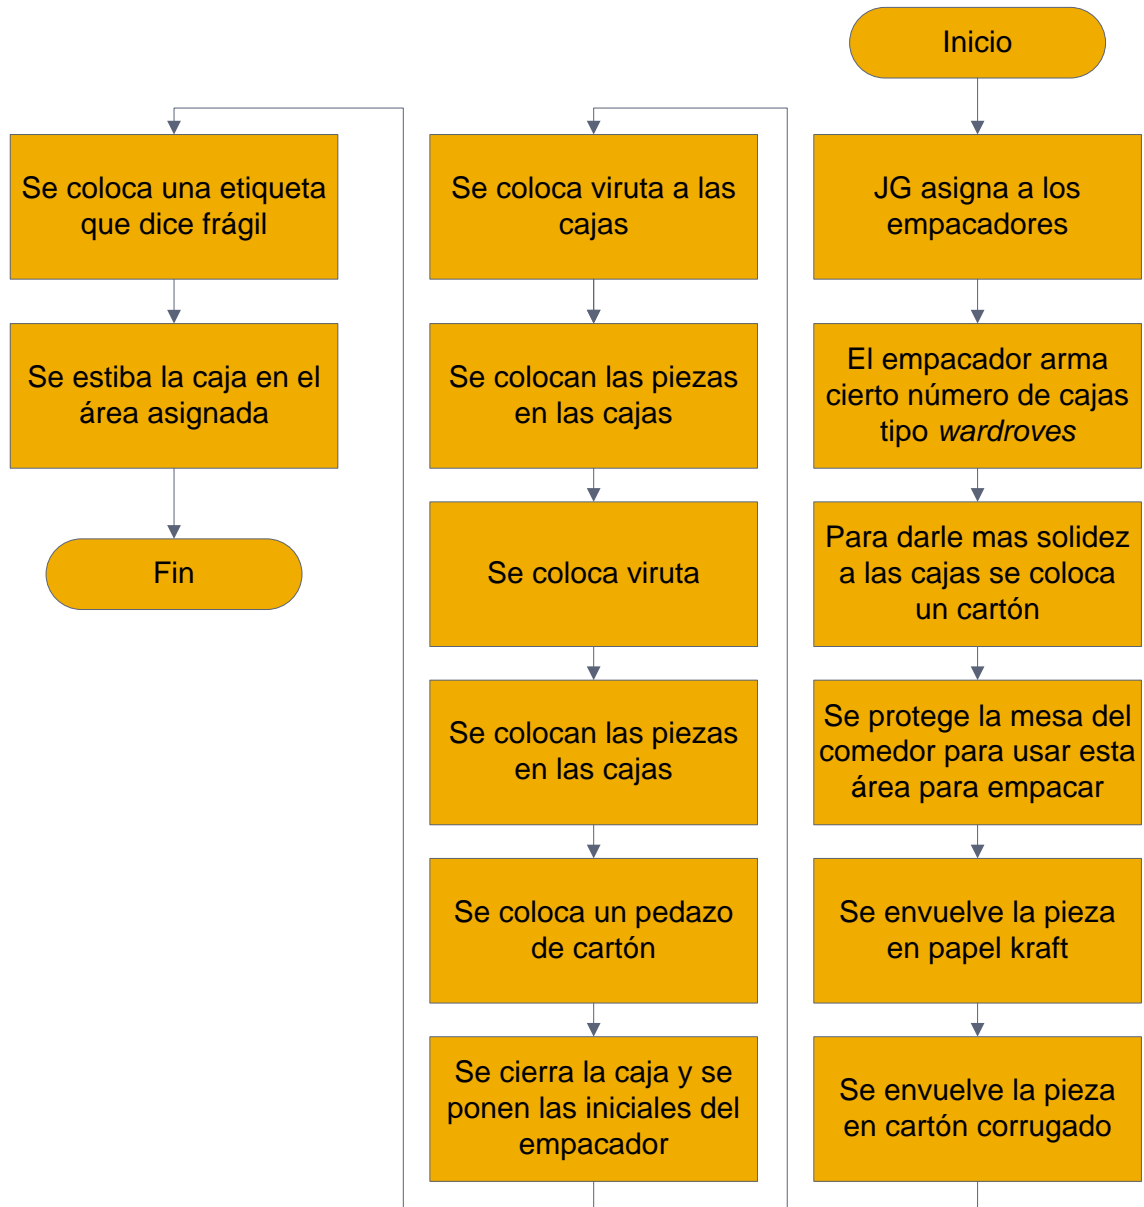 Inicio
JG asigna a los
empacadores
El empacador arma
cierto número de cajas
tipo wardroves
Para darle mas solidez
a las cajas se coloca
un cartón
Se protege la mesa del
comedor para usar esta
área para empacar
Se envuelve la pieza
en papel kraft
Se envuelve la pieza
en cartón corrugado
Se coloca viruta a las
cajas
Se colocan las piezas
en las cajas
Se coloca viruta
Se colocan las piezas
en las cajas
Se coloca un pedazo
de cartón
Se cierra la caja y se
ponen las iniciales del
empacador
Se coloca una etiqueta
que dice frágil
Se estiba la caja en el
área asignada
Fin